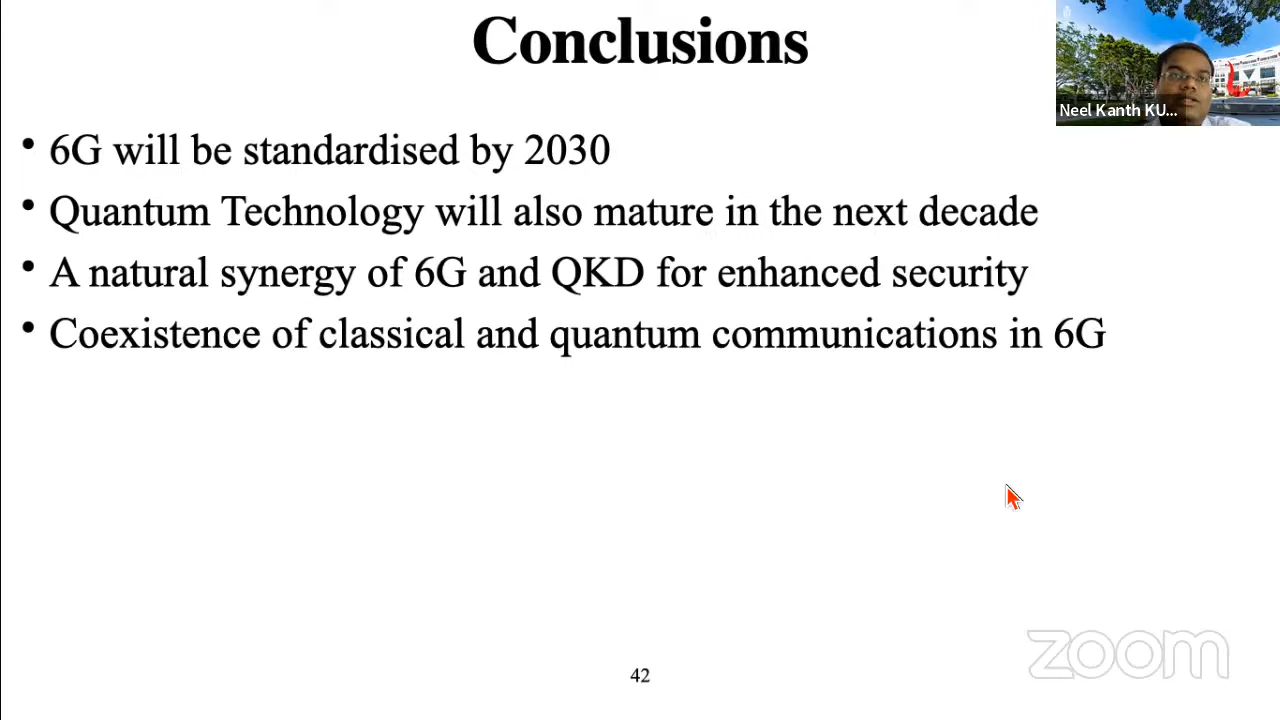 Conclusions
Neel Kanth KU...
• 6G will be standardised by 2030
• Quantum Technology will also mature in the next decade
• A natural synergy of 6G and QKD for enhanced security
• Coexistence of classical and quantum communications in 6G
zoom
42